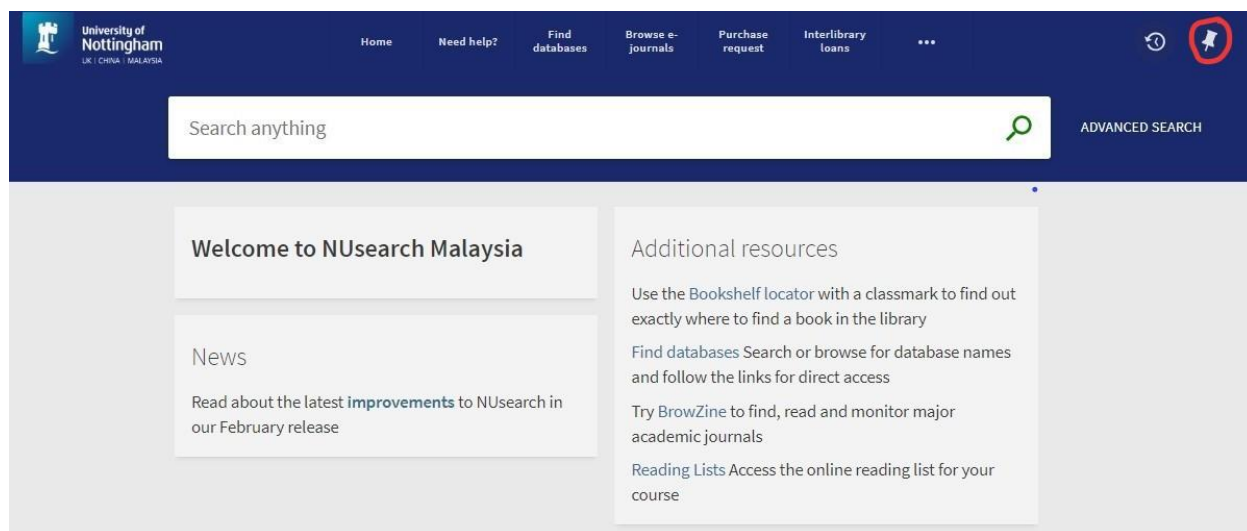 University of
Nottingham
UK | CHINA | MALAYSIA
Home
Need help?
Find
databases
Browse e-
journals
Purchase
request
Interlibrary
loans
•••
Search anything
ADVANCED SEARCH
Welcome to NUsearch Malaysia
News
Read about the latest improvements to NUsearch in
our February release
Additional resources
Use the Bookshelf locator with a classmark to find out
exactly where to find a book in the library
Find databases Search or browse for database names
and follow the links for direct access
Try BrowZine to find, read and monitor major
academic journals
Reading Lists Access the online reading list for your
course